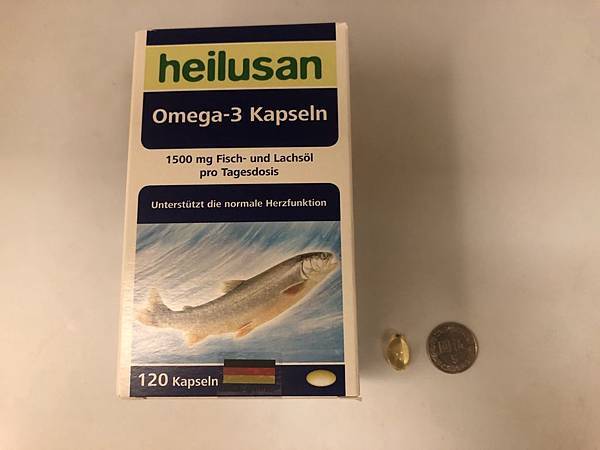 heilusan
Omega-3 Kapseln
1500 mg Fisch- und Lachsöl
pro Tagesdosis
Unterstützt die normale Herzfunktion
120 Kapseln